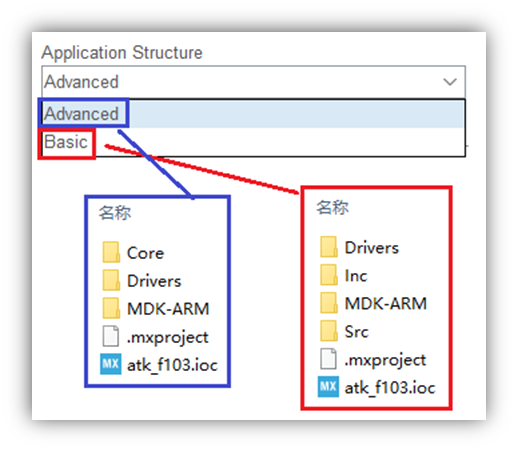 Application Structure
Advanced
Advanced
Basic
名称
Core
Drivers
MDK-ARM
.mxproject
MX atk_f103.ioc
名称
Drivers
Inc
MDK-ARM
Src
.mxproject
MX atk_f103.ioc